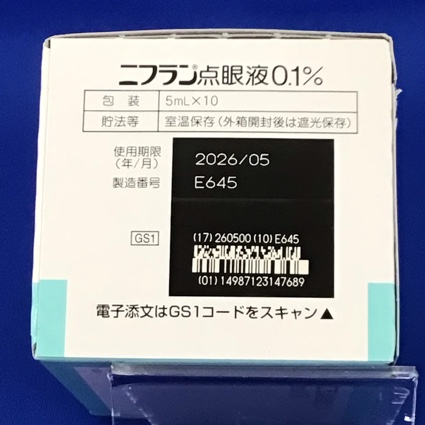 ニフラン®点眼液0.1%
包装 5mL×10
貯法等 室温保存(外箱開封後は遮光保存)
使用期限 2026/05
(年/月)
製造番号 E645
GS1 (17)260500(10)E645
(01)14987123147689
電子添文はGS1コードをスキャン▲